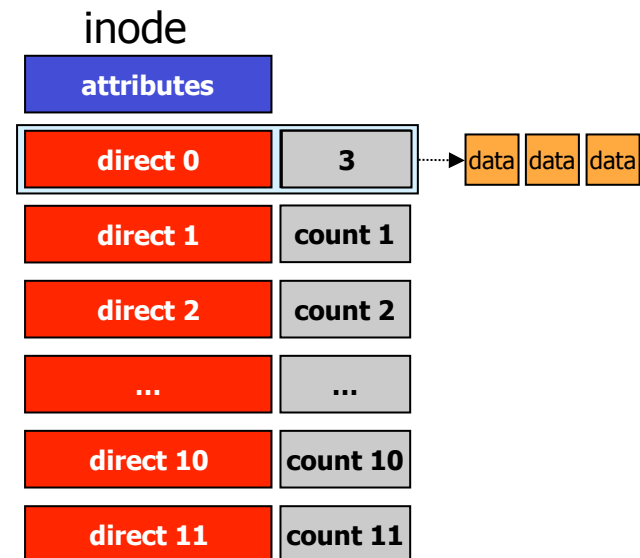 inode
attributes
direct 0 3 data data data
direct 1 count 1
direct 2 count 2
... ...
direct 10 count 10
direct 11 count 11